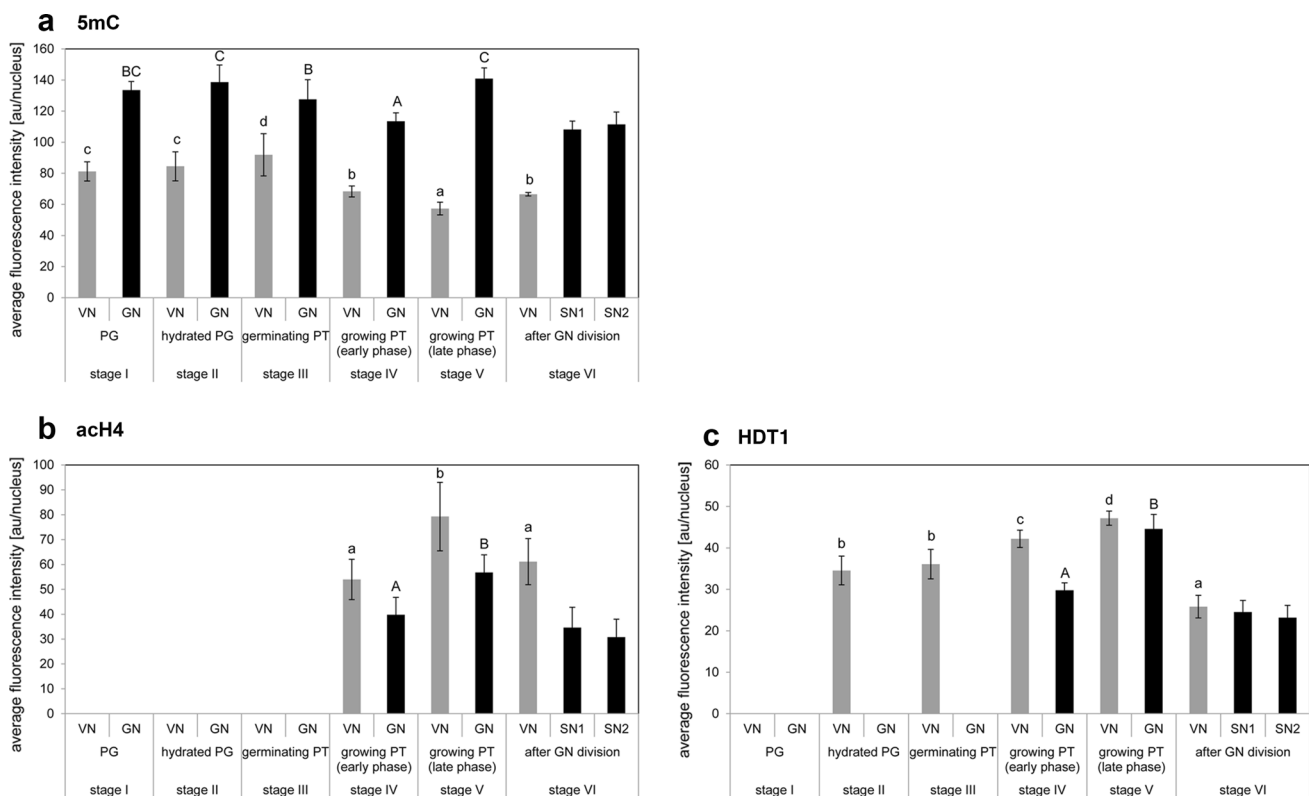 a 5mC
average fluorescence intensity [au/nucleus]
160
140
120
100
80
60
40
20
0
c BC c C d B b A a C b
VN GN VN GN VN GN VN GN VN GN VN SN1 SN2
PG hydrated PG germinating PT growing PT growing PT after GN division
(early phase) (late phase)
stage I stage II stage III stage IV stage V stage VI
b acH4
average fluorescence intensity [au/nucleus]
100
90
80
70
60
50
40
30
20
10
0
a A b B a
VN GN VN GN VN GN VN GN VN GN VN SN1 SN2
PG hydrated PG germinating PT growing PT growing PT after GN division
(early phase) (late phase)
stage I stage II stage III stage IV stage V stage VI
c HDT1
average fluorescence intensity [au/nucleus]
60
50
40
30
20
10
0
b b c A d B a
VN GN VN GN VN GN VN GN VN GN VN SN1 SN2
PG hydrated PG germinating PT growing PT growing PT after GN division
(early phase) (late phase)
stage I stage II stage III stage IV stage V stage VI